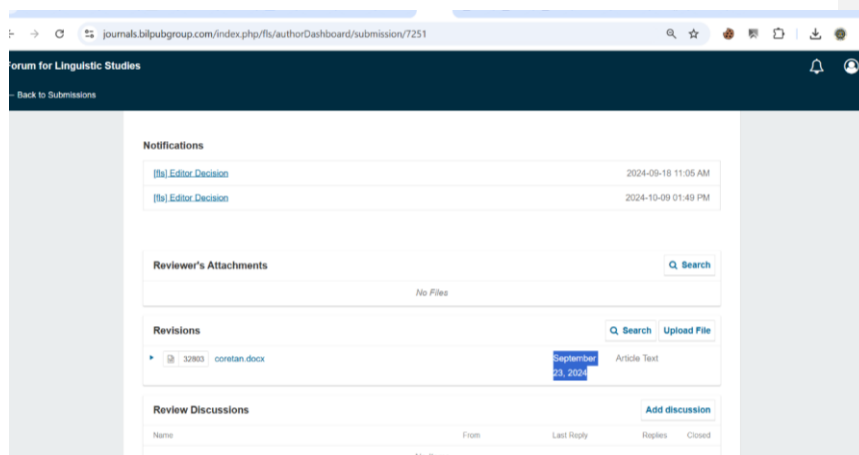 journals.bilpubgroup.com/index.php/fls/authorDashboard/submission/7251
orum for Linguistic Studies
Back to Submissions
Notifications
[fls] Editor Decision 2024-09-18 11:05 AM
[fls] Editor Decision 2024-10-09 01:49 PM
Reviewer's Attachments Search
No Files
Revisions Search Upload File
32803 coretan.docx September 23, 2024 Article Text
Review Discussions Add discussion
Name From Last Reply Replies Closed